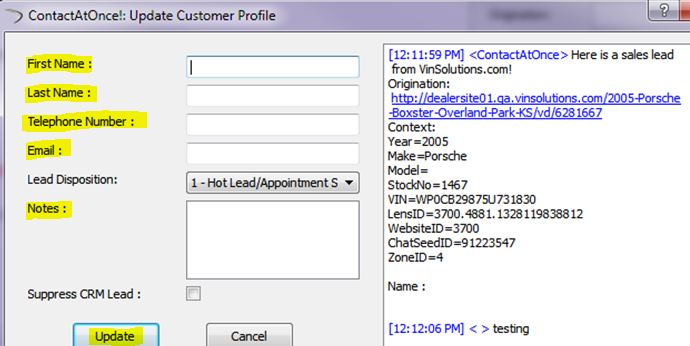 ContactAtOnce!: Update Customer Profile
First Name :
Last Name :
Telephone Number :
Email :
Lead Disposition:
1 - Hot Lead/Appointment S
Notes :
Suppress CRM Lead :
Update
Cancel
[12:11:59 PM] <ContactAtOnce> Here is a sales lead
from VinSolutions.com!
Origination:
http://dealersite01.qa.vinsolutions.com/2005-Porsche
-Boxster-Overland-Park-KS/vd/6281667
Context:
Year=2005
Make=Porsche
Model=
StockNo=1467
VIN=WP0CB29875U731830
LensID=3700.4881.1328119838812
WebsiteID=3700
ChatSeedID=91223547
ZoneID=4
Name :
[12:12:06 PM] < > testing